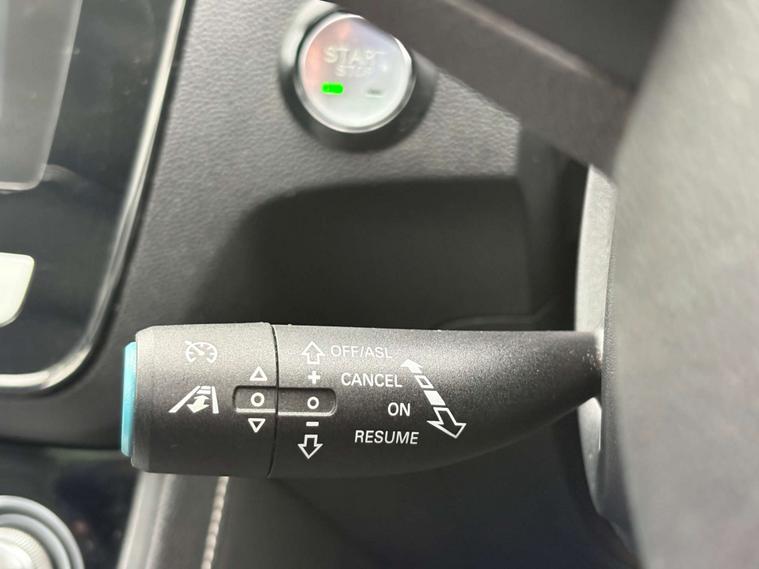 START
STOP
OFF/ASL
+
CANCEL
ON
-
RESUME